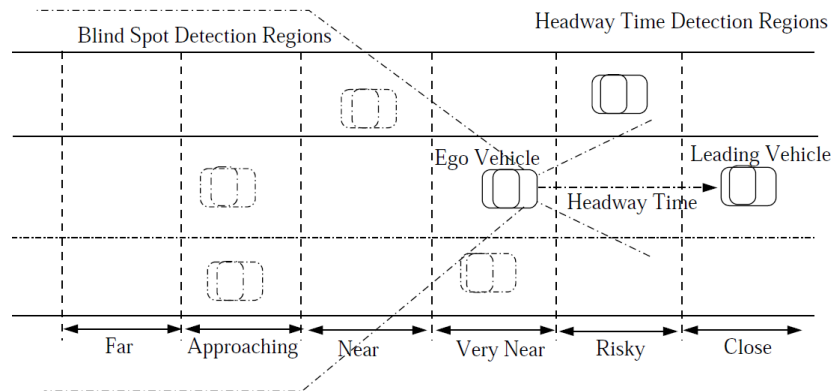 Headway Time Detection Regions
Blind Spot Detection Regions
Ego Vehicle
Leading Vehicle
Headway Time
Far
Approaching
Near
Very Near
Risky
Close